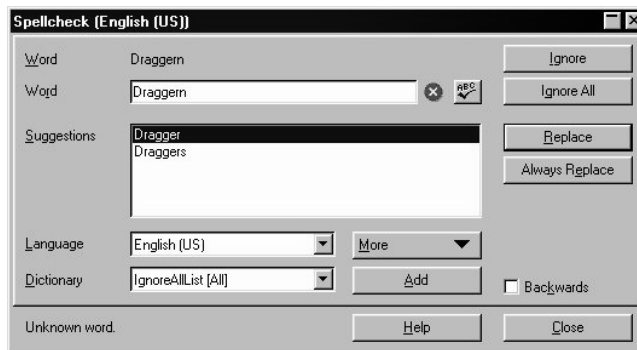 Spellcheck (English (US))
Word Draggern Ignore
Word Draggern ABC Ignore All
Suggestions Dragger Replace
Draggers
Always Replace
Language English (US) More
Dictionary IgnoreAllList [All] Add Backwards
Unknown word. Help Close